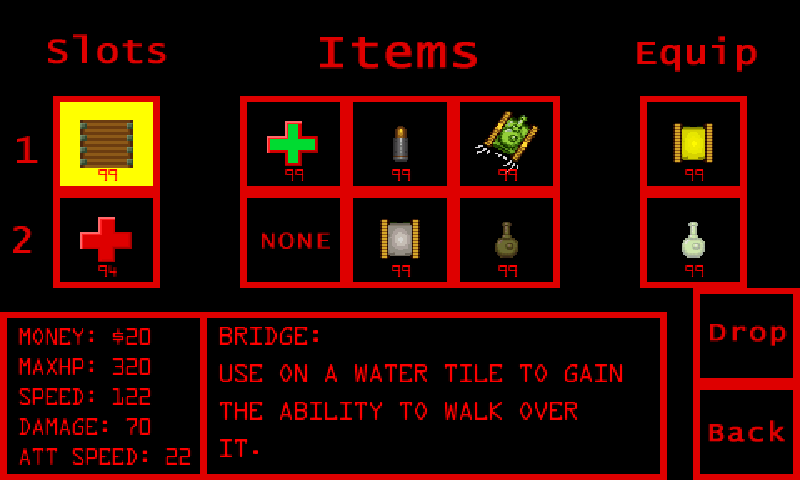 Slots Items Equip
1 99 99 99 99 99
2 94 NONE 99 99 99
MONEY: $20
MAXHP: 320
SPEED: 122
DAMAGE: 70
ATT SPEED: 22
BRIDGE:
USE ON A WATER TILE TO GAIN
THE ABILITY TO WALK OVER
IT.
Drop
Back